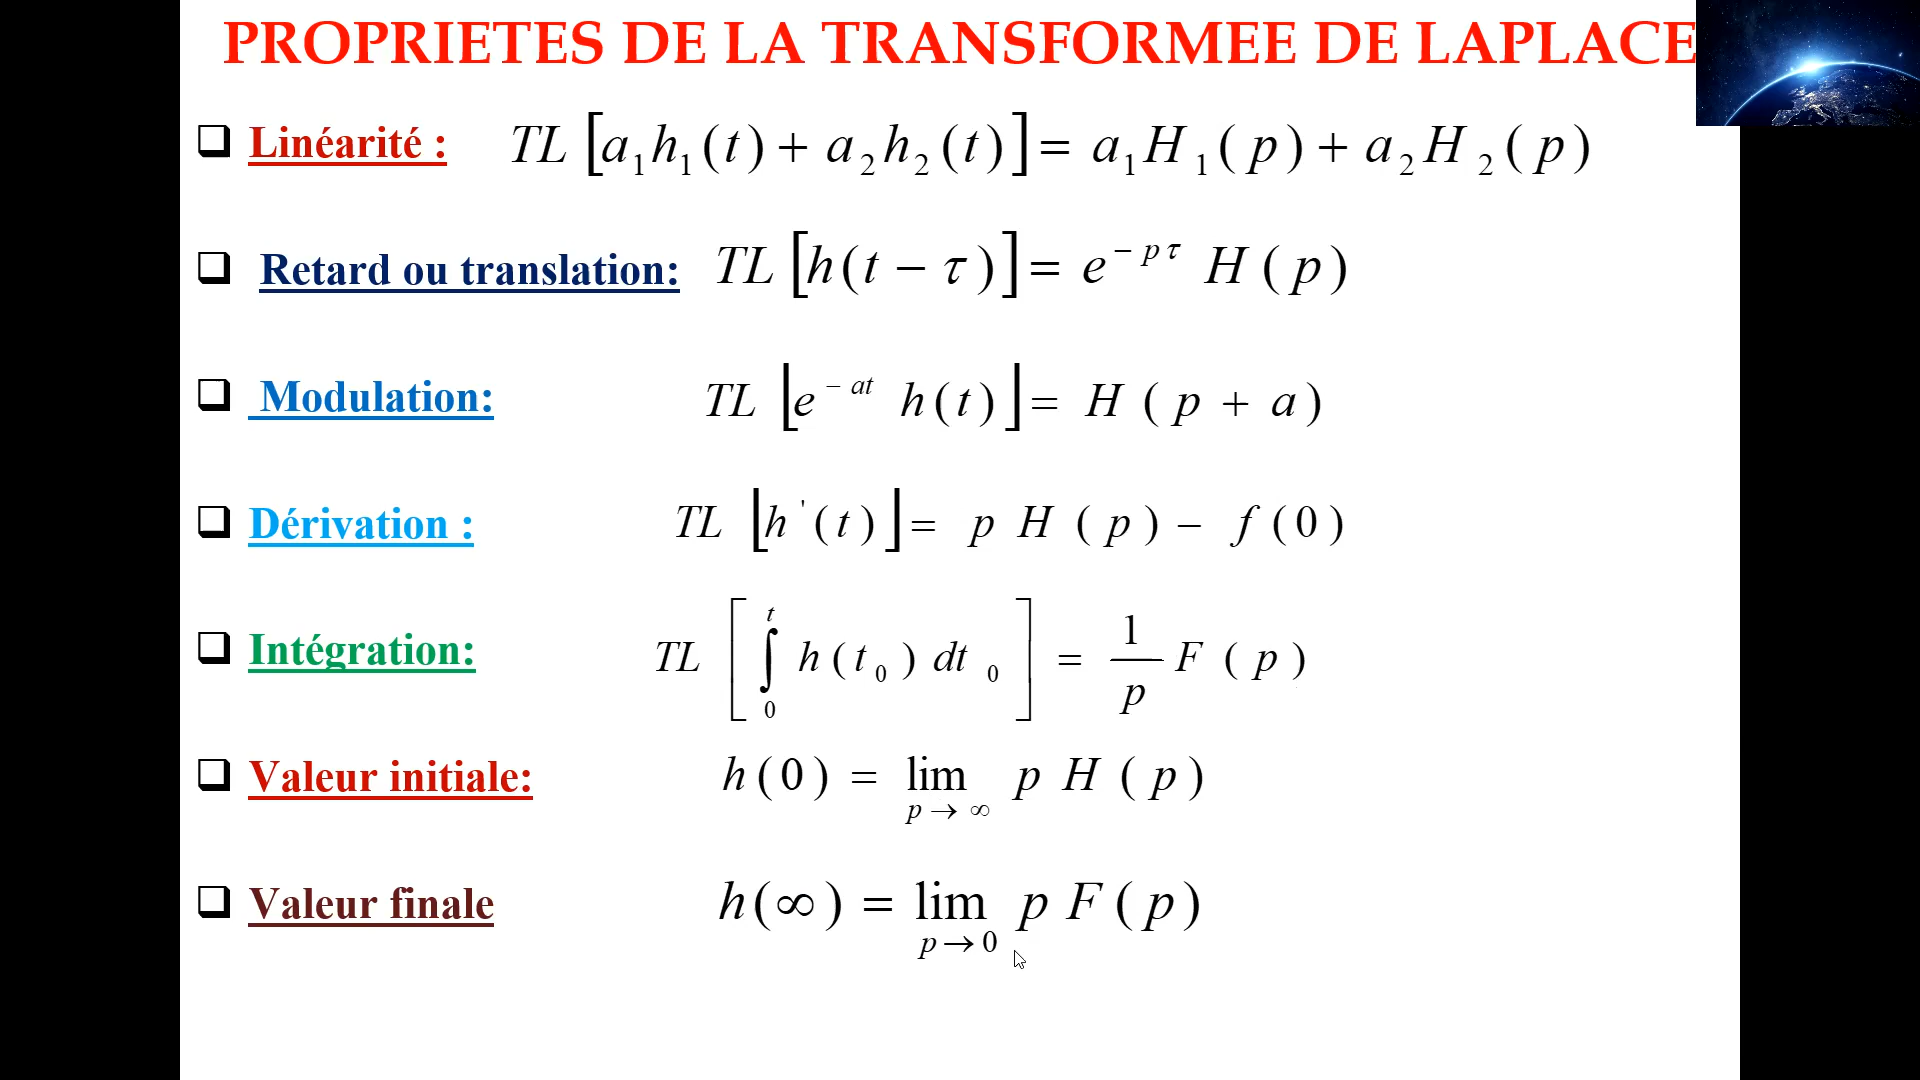 PROPRIETES DE LA TRANSFORMEE DE LAPLACE
❑ Linéarité : TL [a₁h₁(t) + a₂h₂(t)] = a₁H₁(p) + a₂H₂(p)
❑ Retard ou translation: TL [h(t − τ)] = e^{− pτ} H(p)
❑ Modulation: TL ⌊e^{− at} h(t)⌋ = H (p + a)
❑ Dérivation : TL ⌊h'(t)⌋ = p H (p) − f(0)
❑ Intégration: TL [∫₀ᵗ h(t₀) dt₀] = 1/p F (p)
❑ Valeur initiale: h(0) = lim_{p → ∞} p H (p)
❑ Valeur finale h(∞) = lim_{p → 0} p F(p)